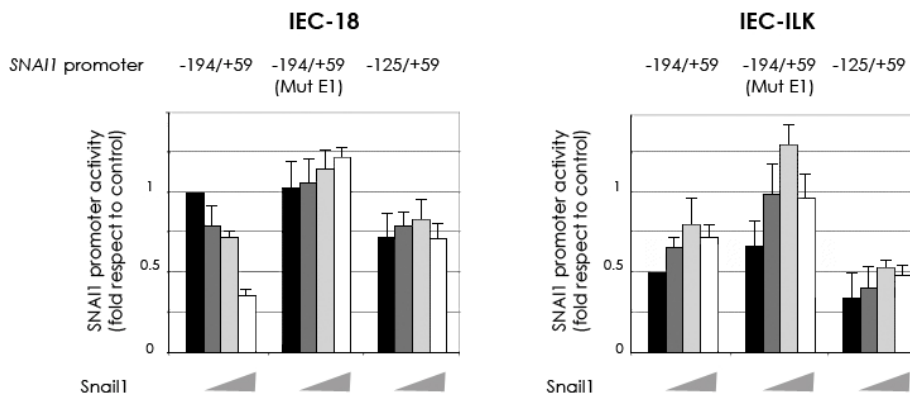 IEC-18
SNAI1 promoter -194/+59 -194/+59 -125/+59
(Mut E1)
SNAI1 promoter activity
(fold respect to control)
1
0.5
0
Snail1
IEC-ILK
-194/+59 -194/+59 -125/+59
(Mut E1)
SNAI1 promoter activity
(fold respect to control)
1
0.5
0
Snail1